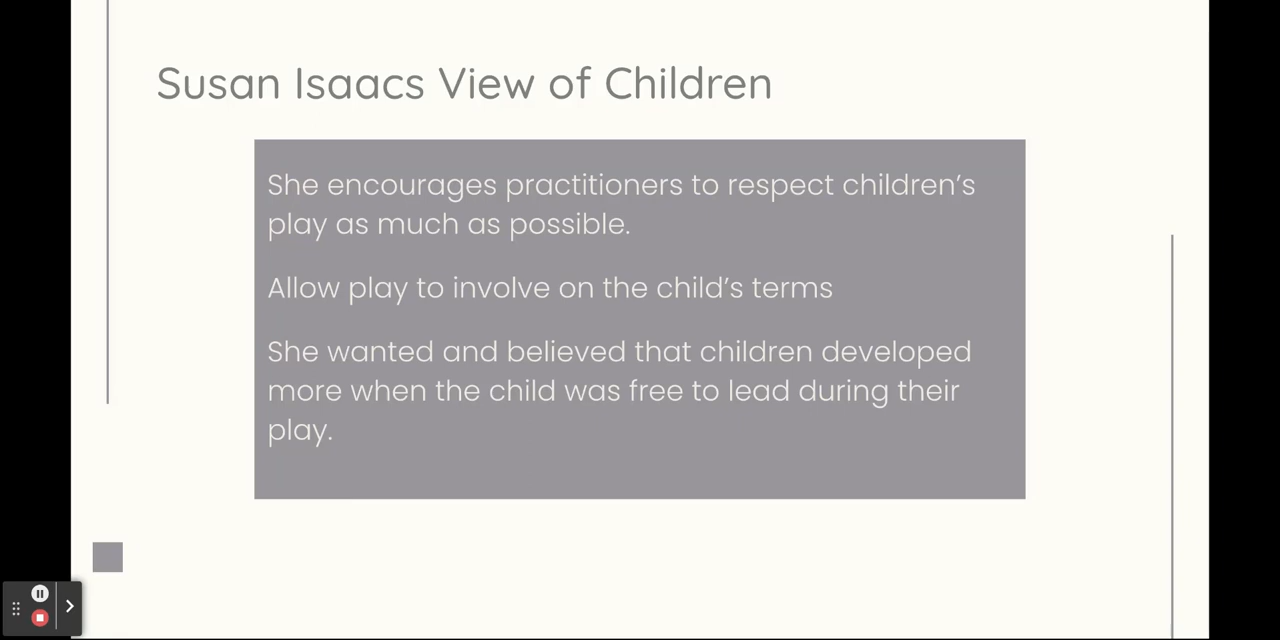 Susan Isaacs View of Children
She encourages practitioners to respect children’s
play as much as possible.
Allow play to involve on the child’s terms
She wanted and believed that children developed
more when the child was free to lead during their
play.